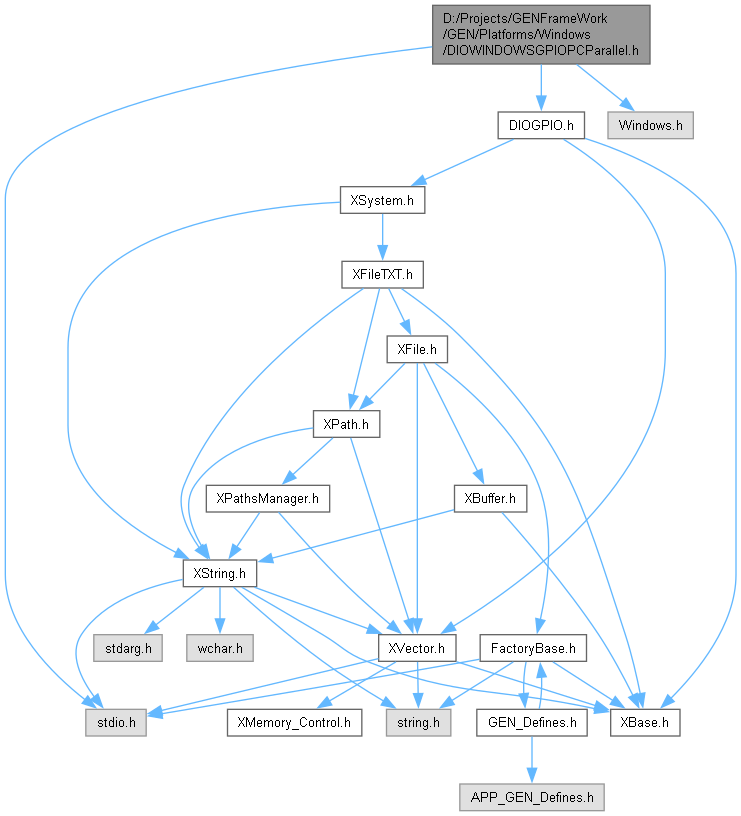 D:/Projects/GENFrameWork
/GEN/Platforms/Windows
/DIOWINDOWSGPIOPCParallel.h
DIOGPIO.h
Windows.h
XSystem.h
XFileTXT.h
XFile.h
XPath.h
XPathsManager.h
XBuffer.h
XString.h
stdarg.h
wchar.h
XVector.h
FactoryBase.h
stdio.h
XMemory_Control.h
string.h
GEN_Defines.h
XBase.h
APP_GEN_Defines.h